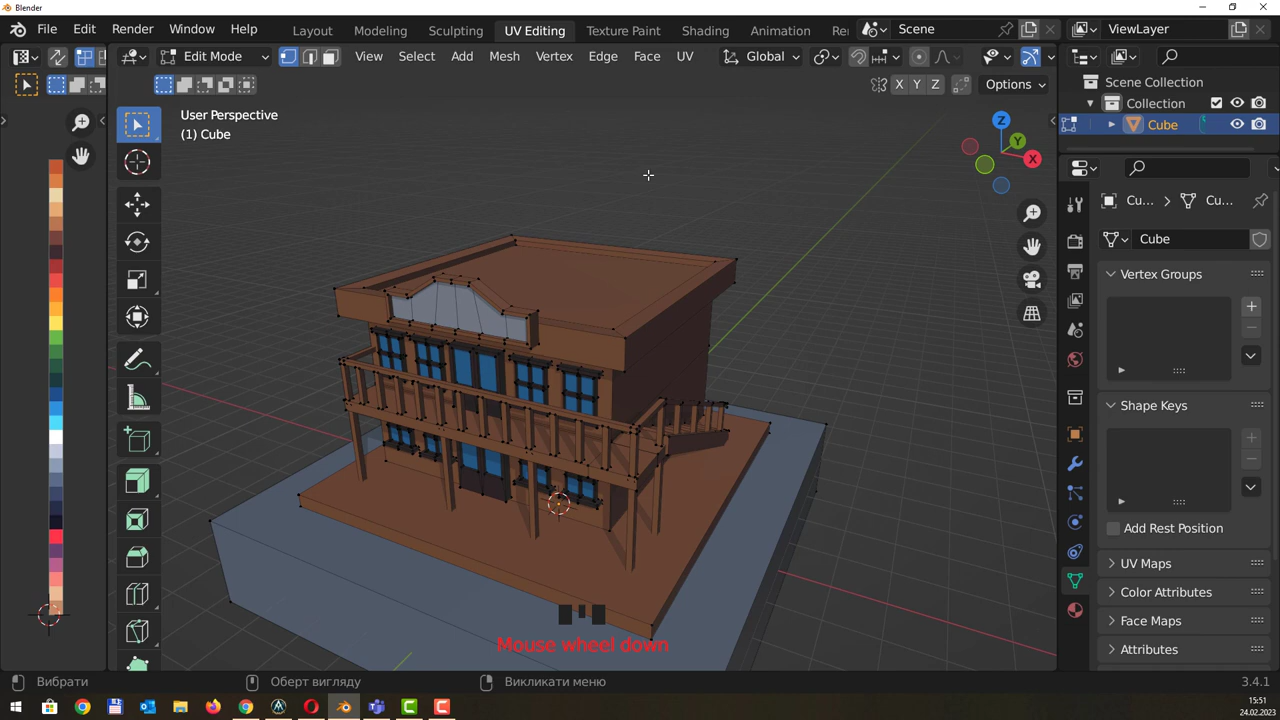 Blender
File Edit Render Window Help Layout Modeling Sculpting UV Editing Texture Paint Shading Animation Re Scene ViewLayer
Edit Mode View Select Add Mesh Vertex Edge Face UV Global
X Y Z Options
User Perspective
(1) Cube
Z
Y
X
Scene Collection
Collection
Cube
Cu... Cu...
Cube
Vertex Groups
Shape Keys
Add Rest Position
UV Maps
Color Attributes
Face Maps
Attributes
Mouse wheel down
Вибрати Оберт вигляду Викликати меню 3.4.1
15:51
24.02.2023